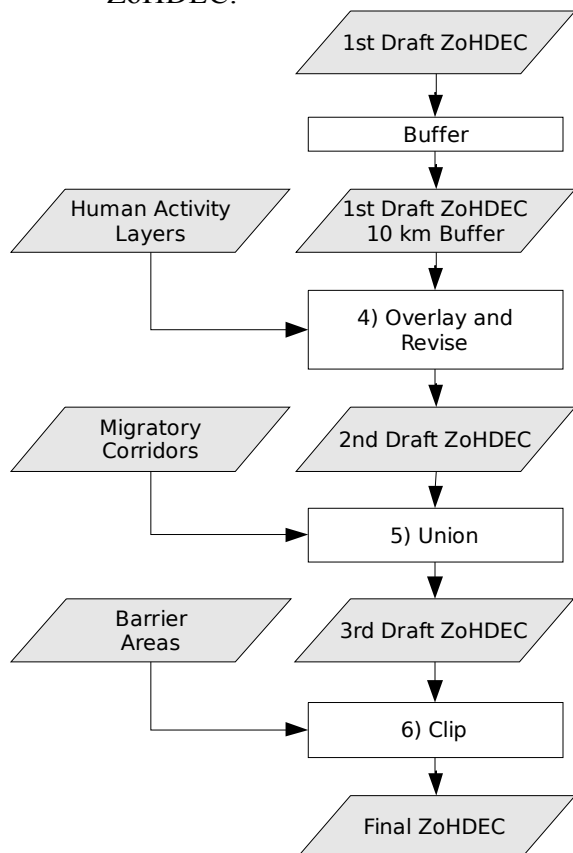 ZoHDEC.
1st Draft ZoHDEC
Buffer
Human Activity
Layers
1st Draft ZoHDEC
10 km Buffer
4) Overlay and
Revise
Migratory
Corridors
2nd Draft ZoHDEC
5) Union
Barrier
Areas
3rd Draft ZoHDEC
6) Clip
Final ZoHDEC